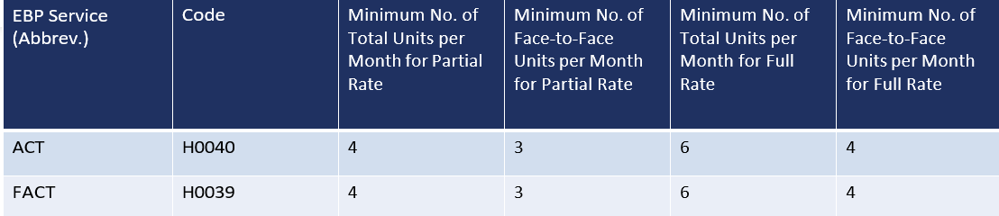 EBP Service
(Abbrev.)
Code
Minimum No. of
Total Units per
Month for Partial
Rate
Minimum No. of
Face-to-Face
Units per Month
for Partial Rate
Minimum No. of
Total Units per
Month for Full
Rate
Minimum No. of
Face-to-Face
Units per Month
for Full Rate
ACT H0040 4 3 6 4
FACT H0039 4 3 6 4